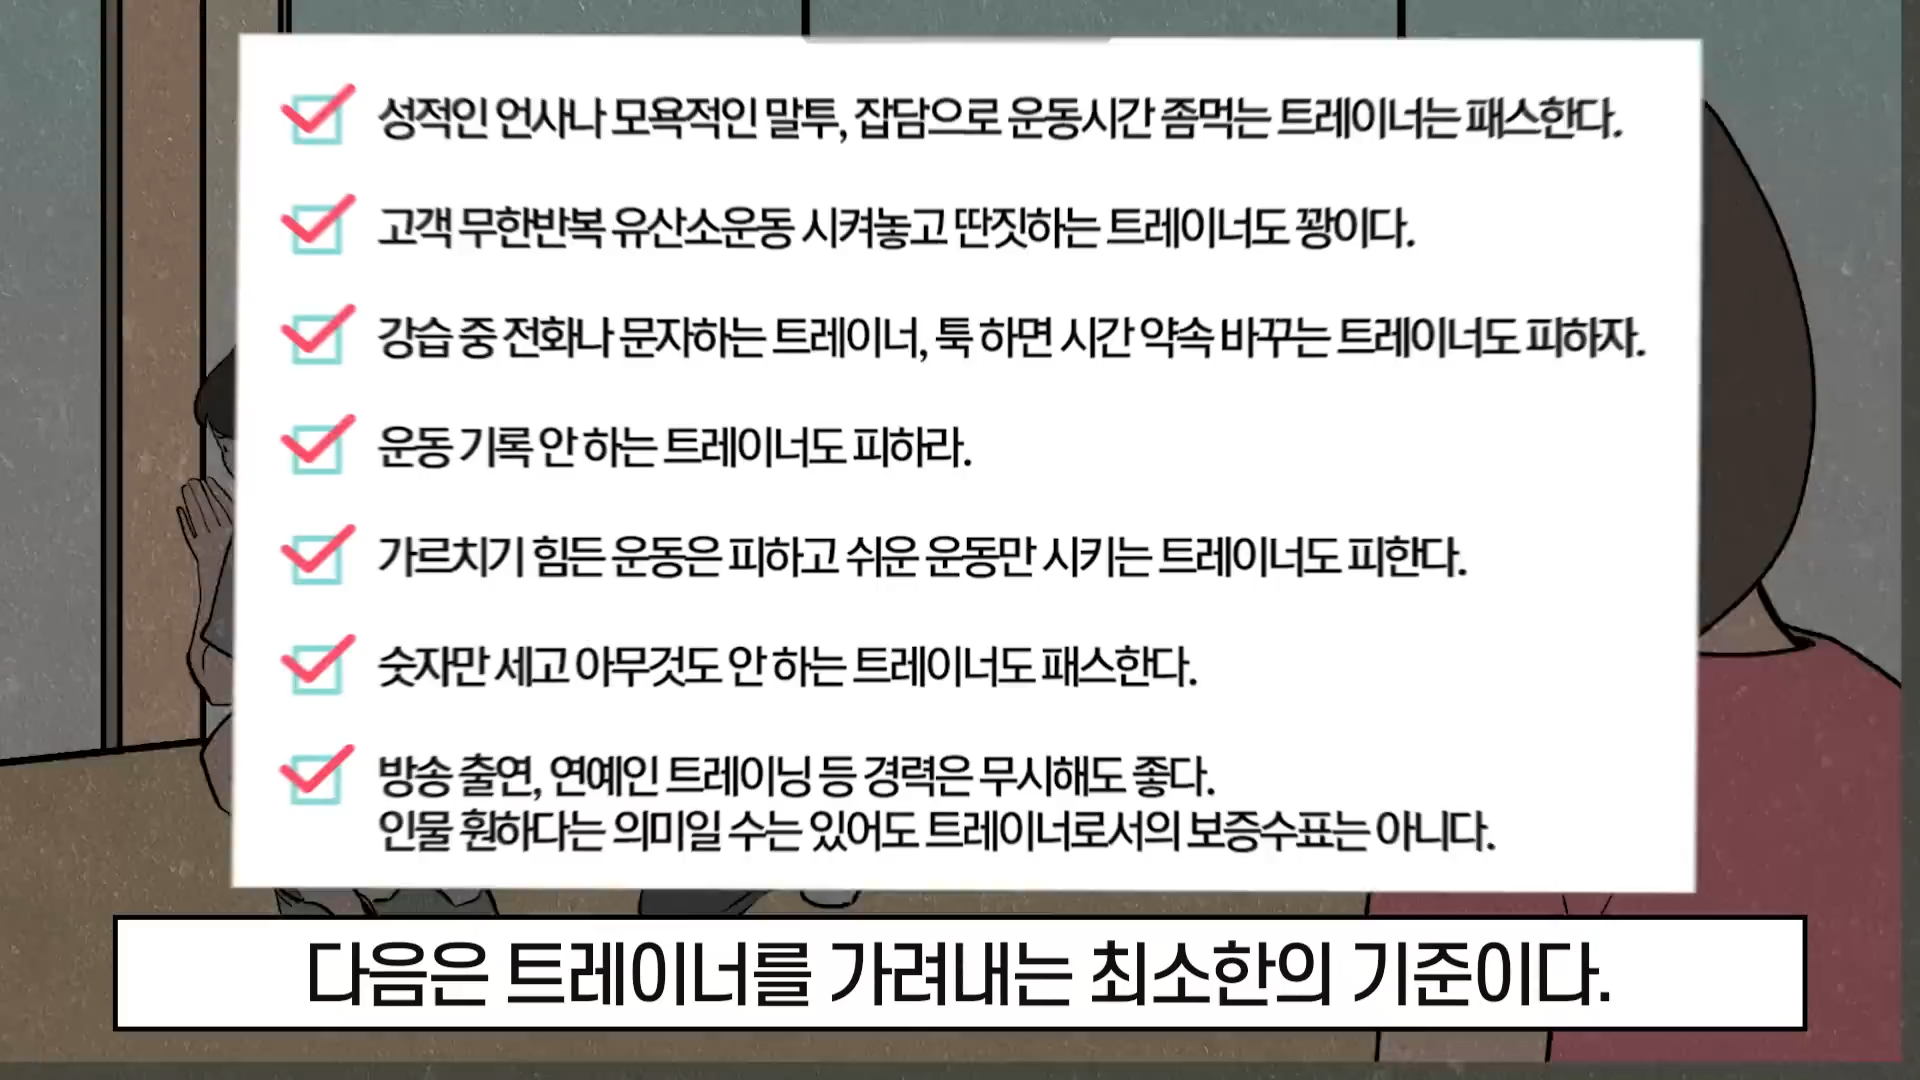 성적인 언사나 모욕적인 말투, 잡담으로 운동시간 좀먹는 트레이너는 패스한다.
고객 무한반복 유산소운동 시켜놓고 딴짓하는 트레이너도 꽝이다.
강습 중 전화나 문자하는 트레이너, 툭 하면 시간 약속 바꾸는 트레이너도 피하자.
운동 기록 안 하는 트레이너도 피하라.
가르치기 힘든 운동은 피하고 쉬운 운동만 시키는 트레이너도 피한다.
숫자만 세고 아무것도 안 하는 트레이너도 패스한다.
방송 출연, 연예인 트레이닝 등 경력은 무시해도 좋다.
인물 훤하다는 의미일 수는 있어도 트레이너로서의 보증수표는 아니다.
다음은 트레이너를 가려내는 최소한의 기준이다.